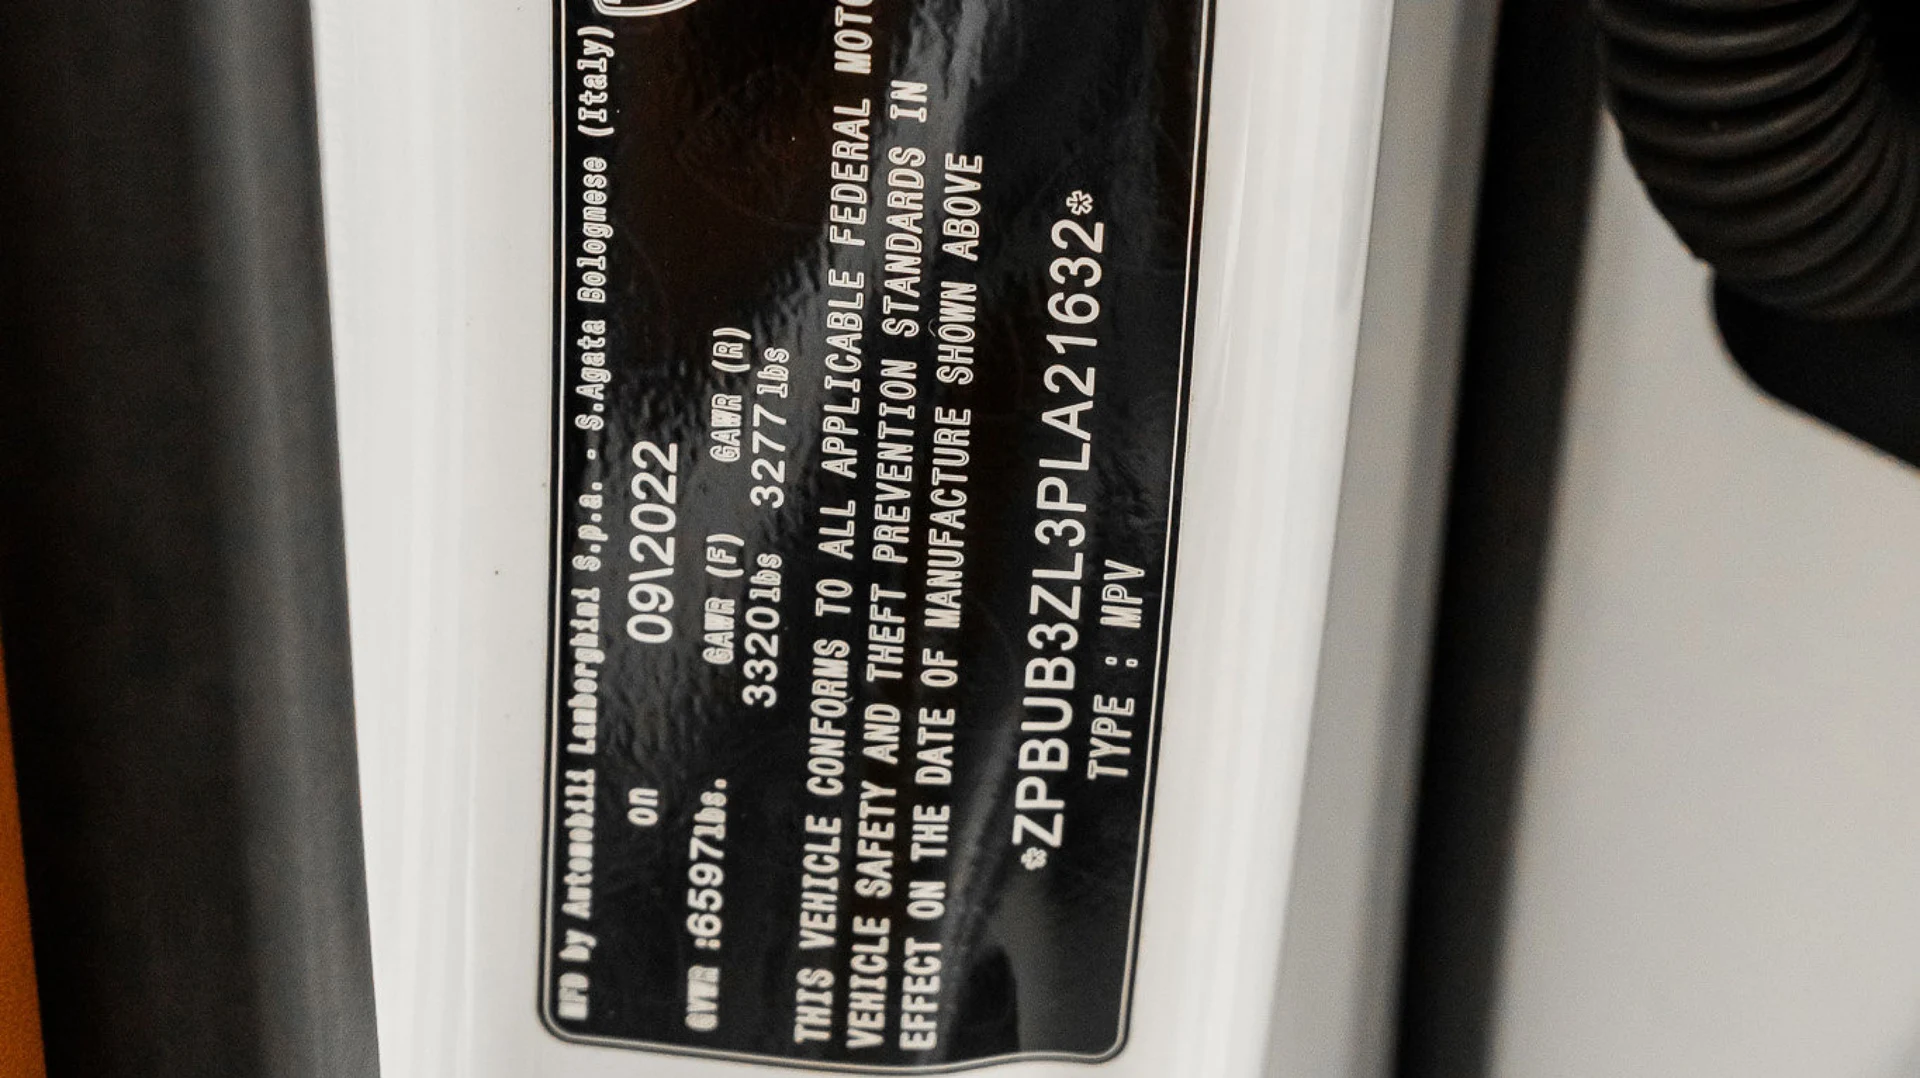 MFD by Automobili Lamborghini S.p.a. - S.Agata Bolognese (Italy)
on 09\2022
GAWR (F) GAWR (R)
GVWR :6597lbs. 3320lbs 3277lbs
THIS VEHICLE CONFORMS TO ALL APPLICABLE FEDERAL MOTO
VEHICLE SAFETY AND THEFT PREVENTION STANDARDS IN
EFFECT ON THE DATE OF MANUFACTURE SHOWN ABOVE
*ZPBUB3ZL3PLA21632*
TYPE : MPV